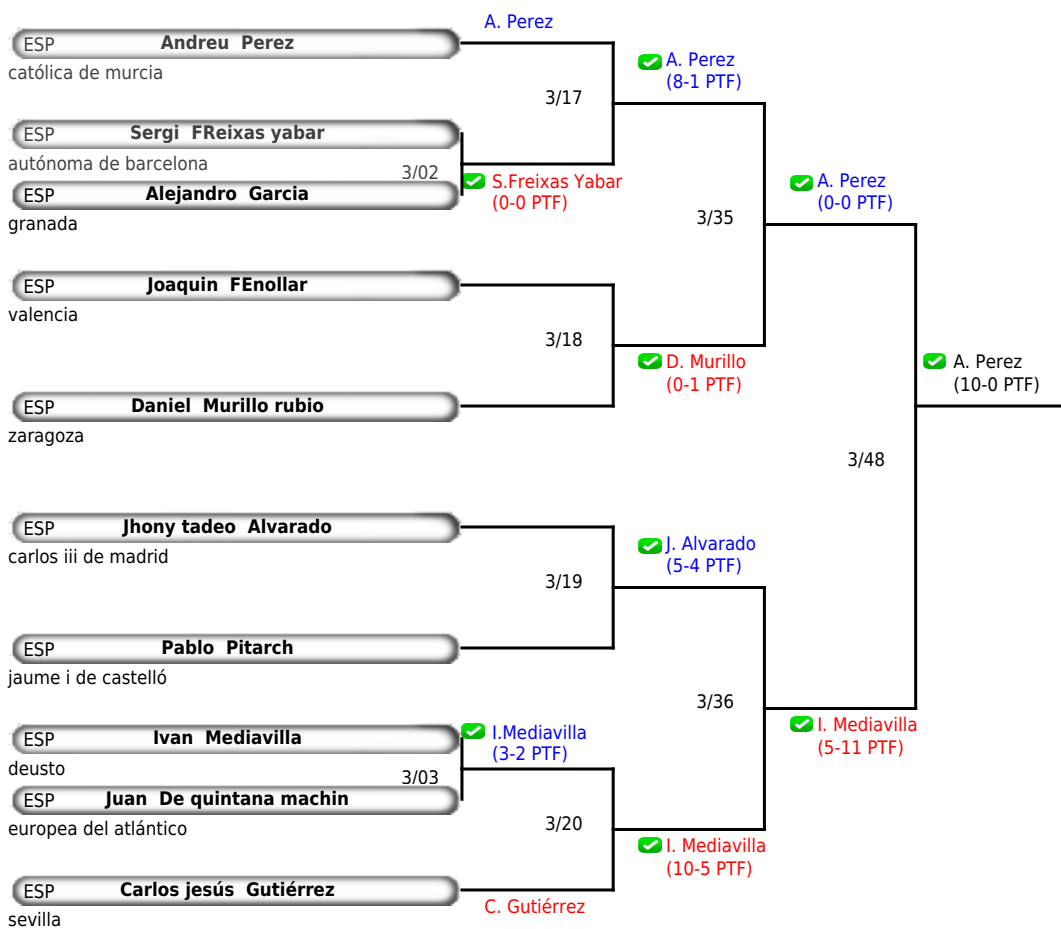 A. Perez
ESP Andreu Perez
católica de murcia
A. Perez
(8-1 PTF)
3/17
ESP Sergi FReixas yabar
autónoma de barcelona
3/02
S.Freixas Yabar
(0-0 PTF)
ESP Alejandro Garcia
granada
A. Perez
(0-0 PTF)
3/35
ESP Joaquin FEnollar
valencia
3/18
D. Murillo
(0-1 PTF)
A. Perez
(10-0 PTF)
ESP Daniel Murillo rubio
zaragoza
3/48
ESP Jhony tadeo Alvarado
carlos iii de madrid
J. Alvarado
(5-4 PTF)
3/19
ESP Pablo Pitarch
jaume i de castelló
3/36
I. Mediavilla
(5-11 PTF)
ESP Ivan Mediavilla
deusto
I.Mediavilla
(3-2 PTF)
3/03
ESP Juan De quintana machin
europea del atlántico
3/20
I. Mediavilla
(10-5 PTF)
ESP Carlos jesús Gutiérrez
sevilla
C. Gutiérrez